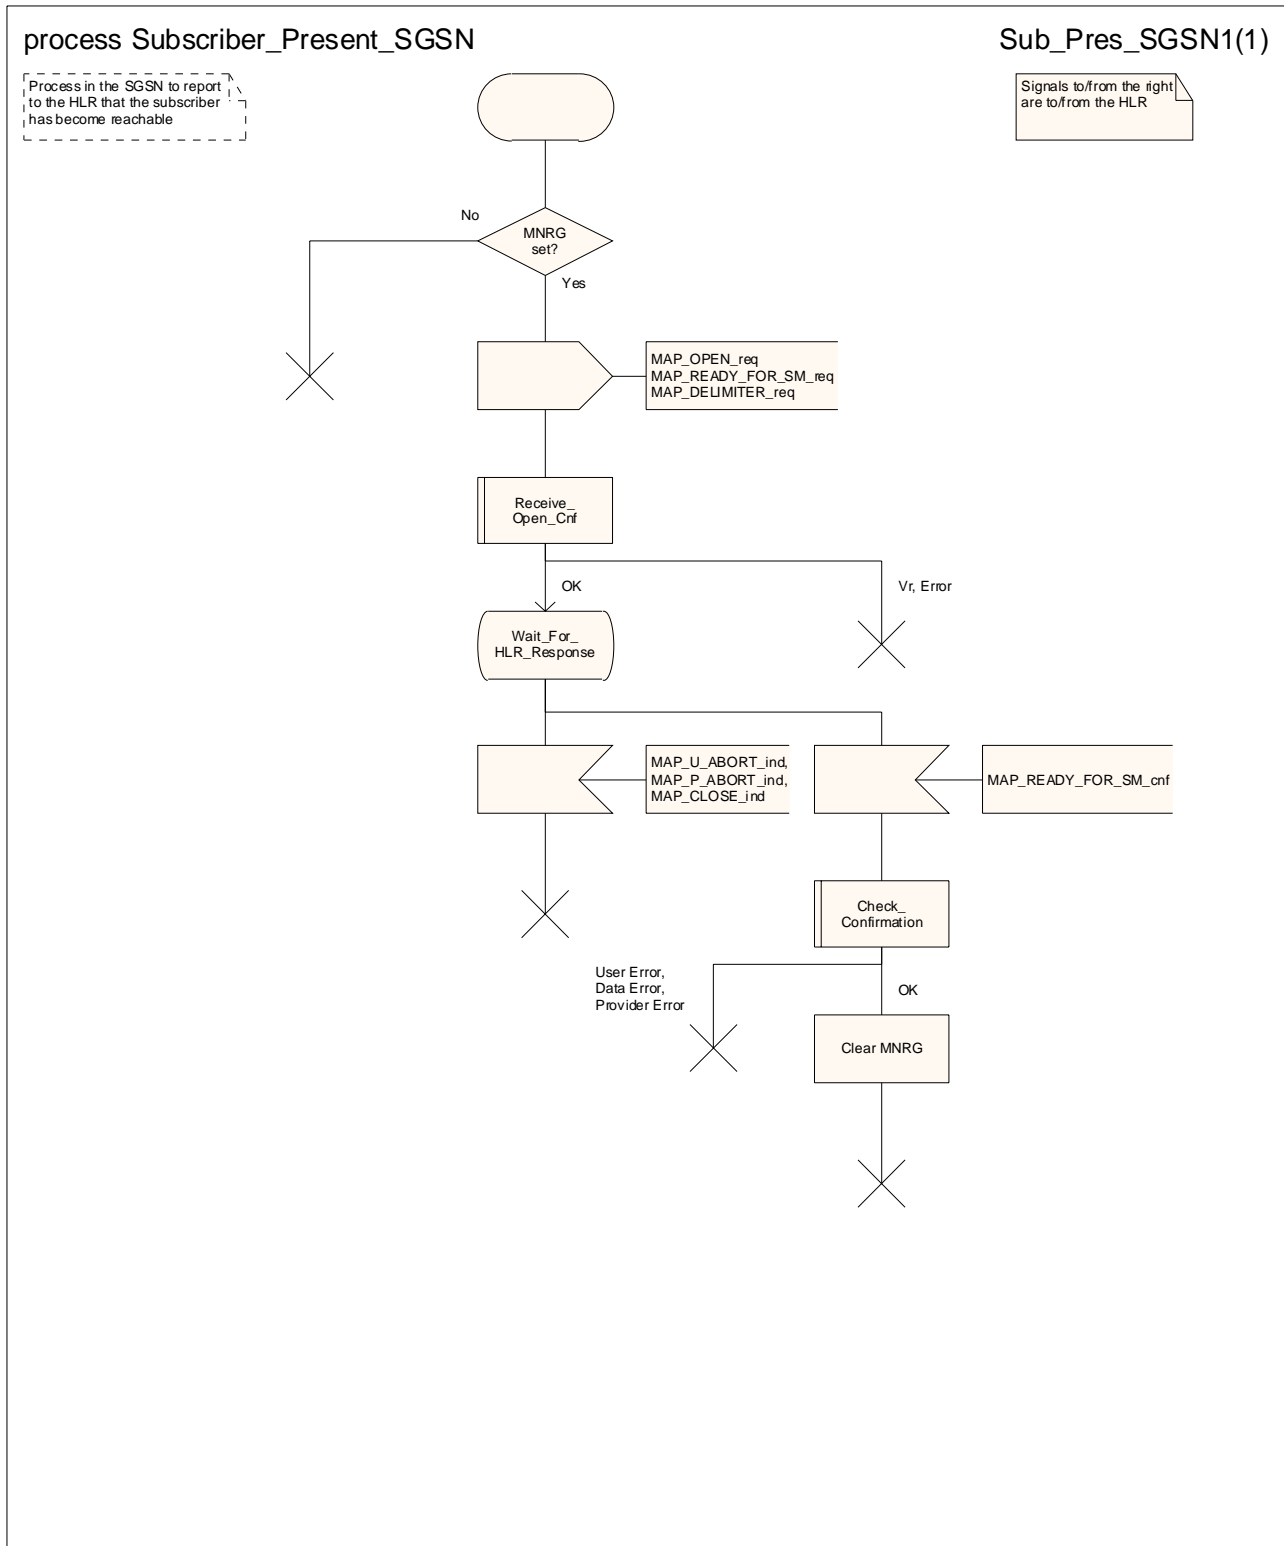 process Subscriber_Present_SGSN
Sub_Pres_SGSN1(1)
Process in the SGSN to report
to the HLR that the subscriber
has become reachable
Signals to/from the right
are to/from the HLR
No
MNRG
set?
Yes
MAP_OPEN_req
MAP_READY_FOR_SM_req
MAP_DELIMITER_req
Receive_
Open_Cnf
OK
Vr, Error
Wait_For_
HLR_Response
MAP_U_ABORT_ind,
MAP_P_ABORT_ind,
MAP_CLOSE_ind
MAP_READY_FOR_SM_cnf
Check_
Confirmation
User Error,
Data Error,
Provider Error
OK
Clear MNRG